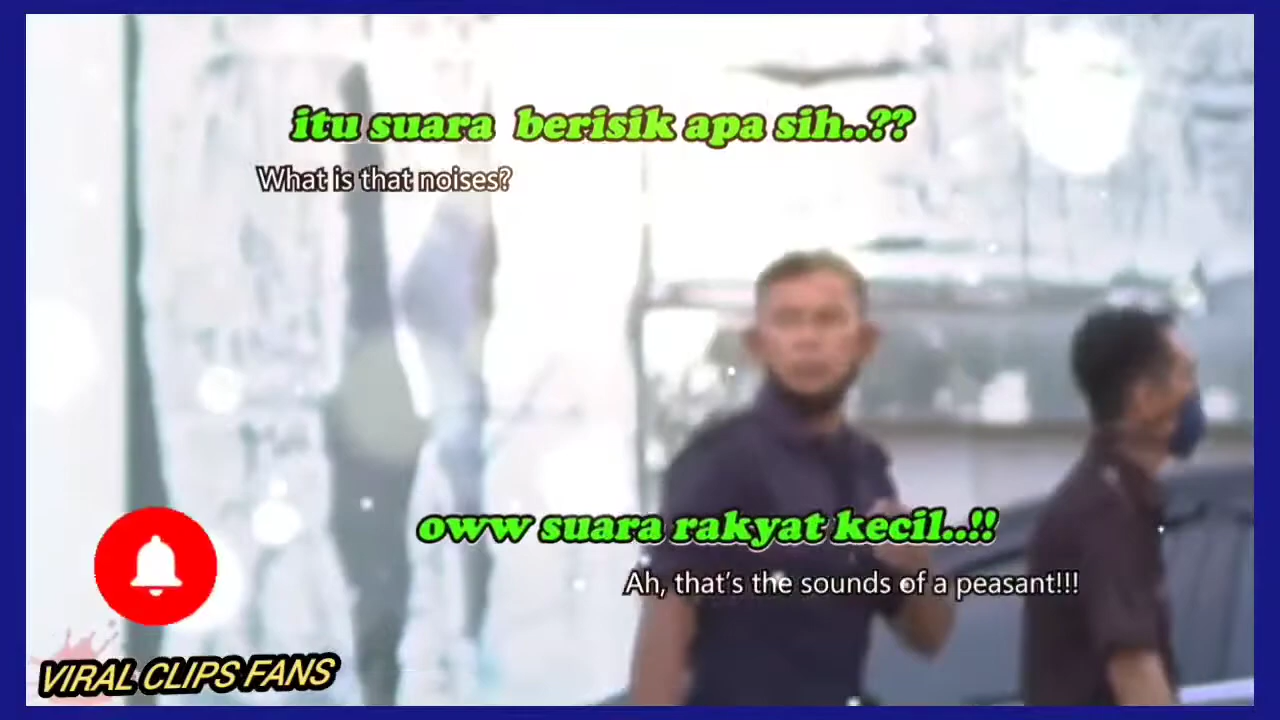 itu suara berisik apa sih..??
What is that noises?
oww suara rakyat kecil..!!
Ah, that's the sounds of a peasant!!!
VIRAL CLIPS FANS